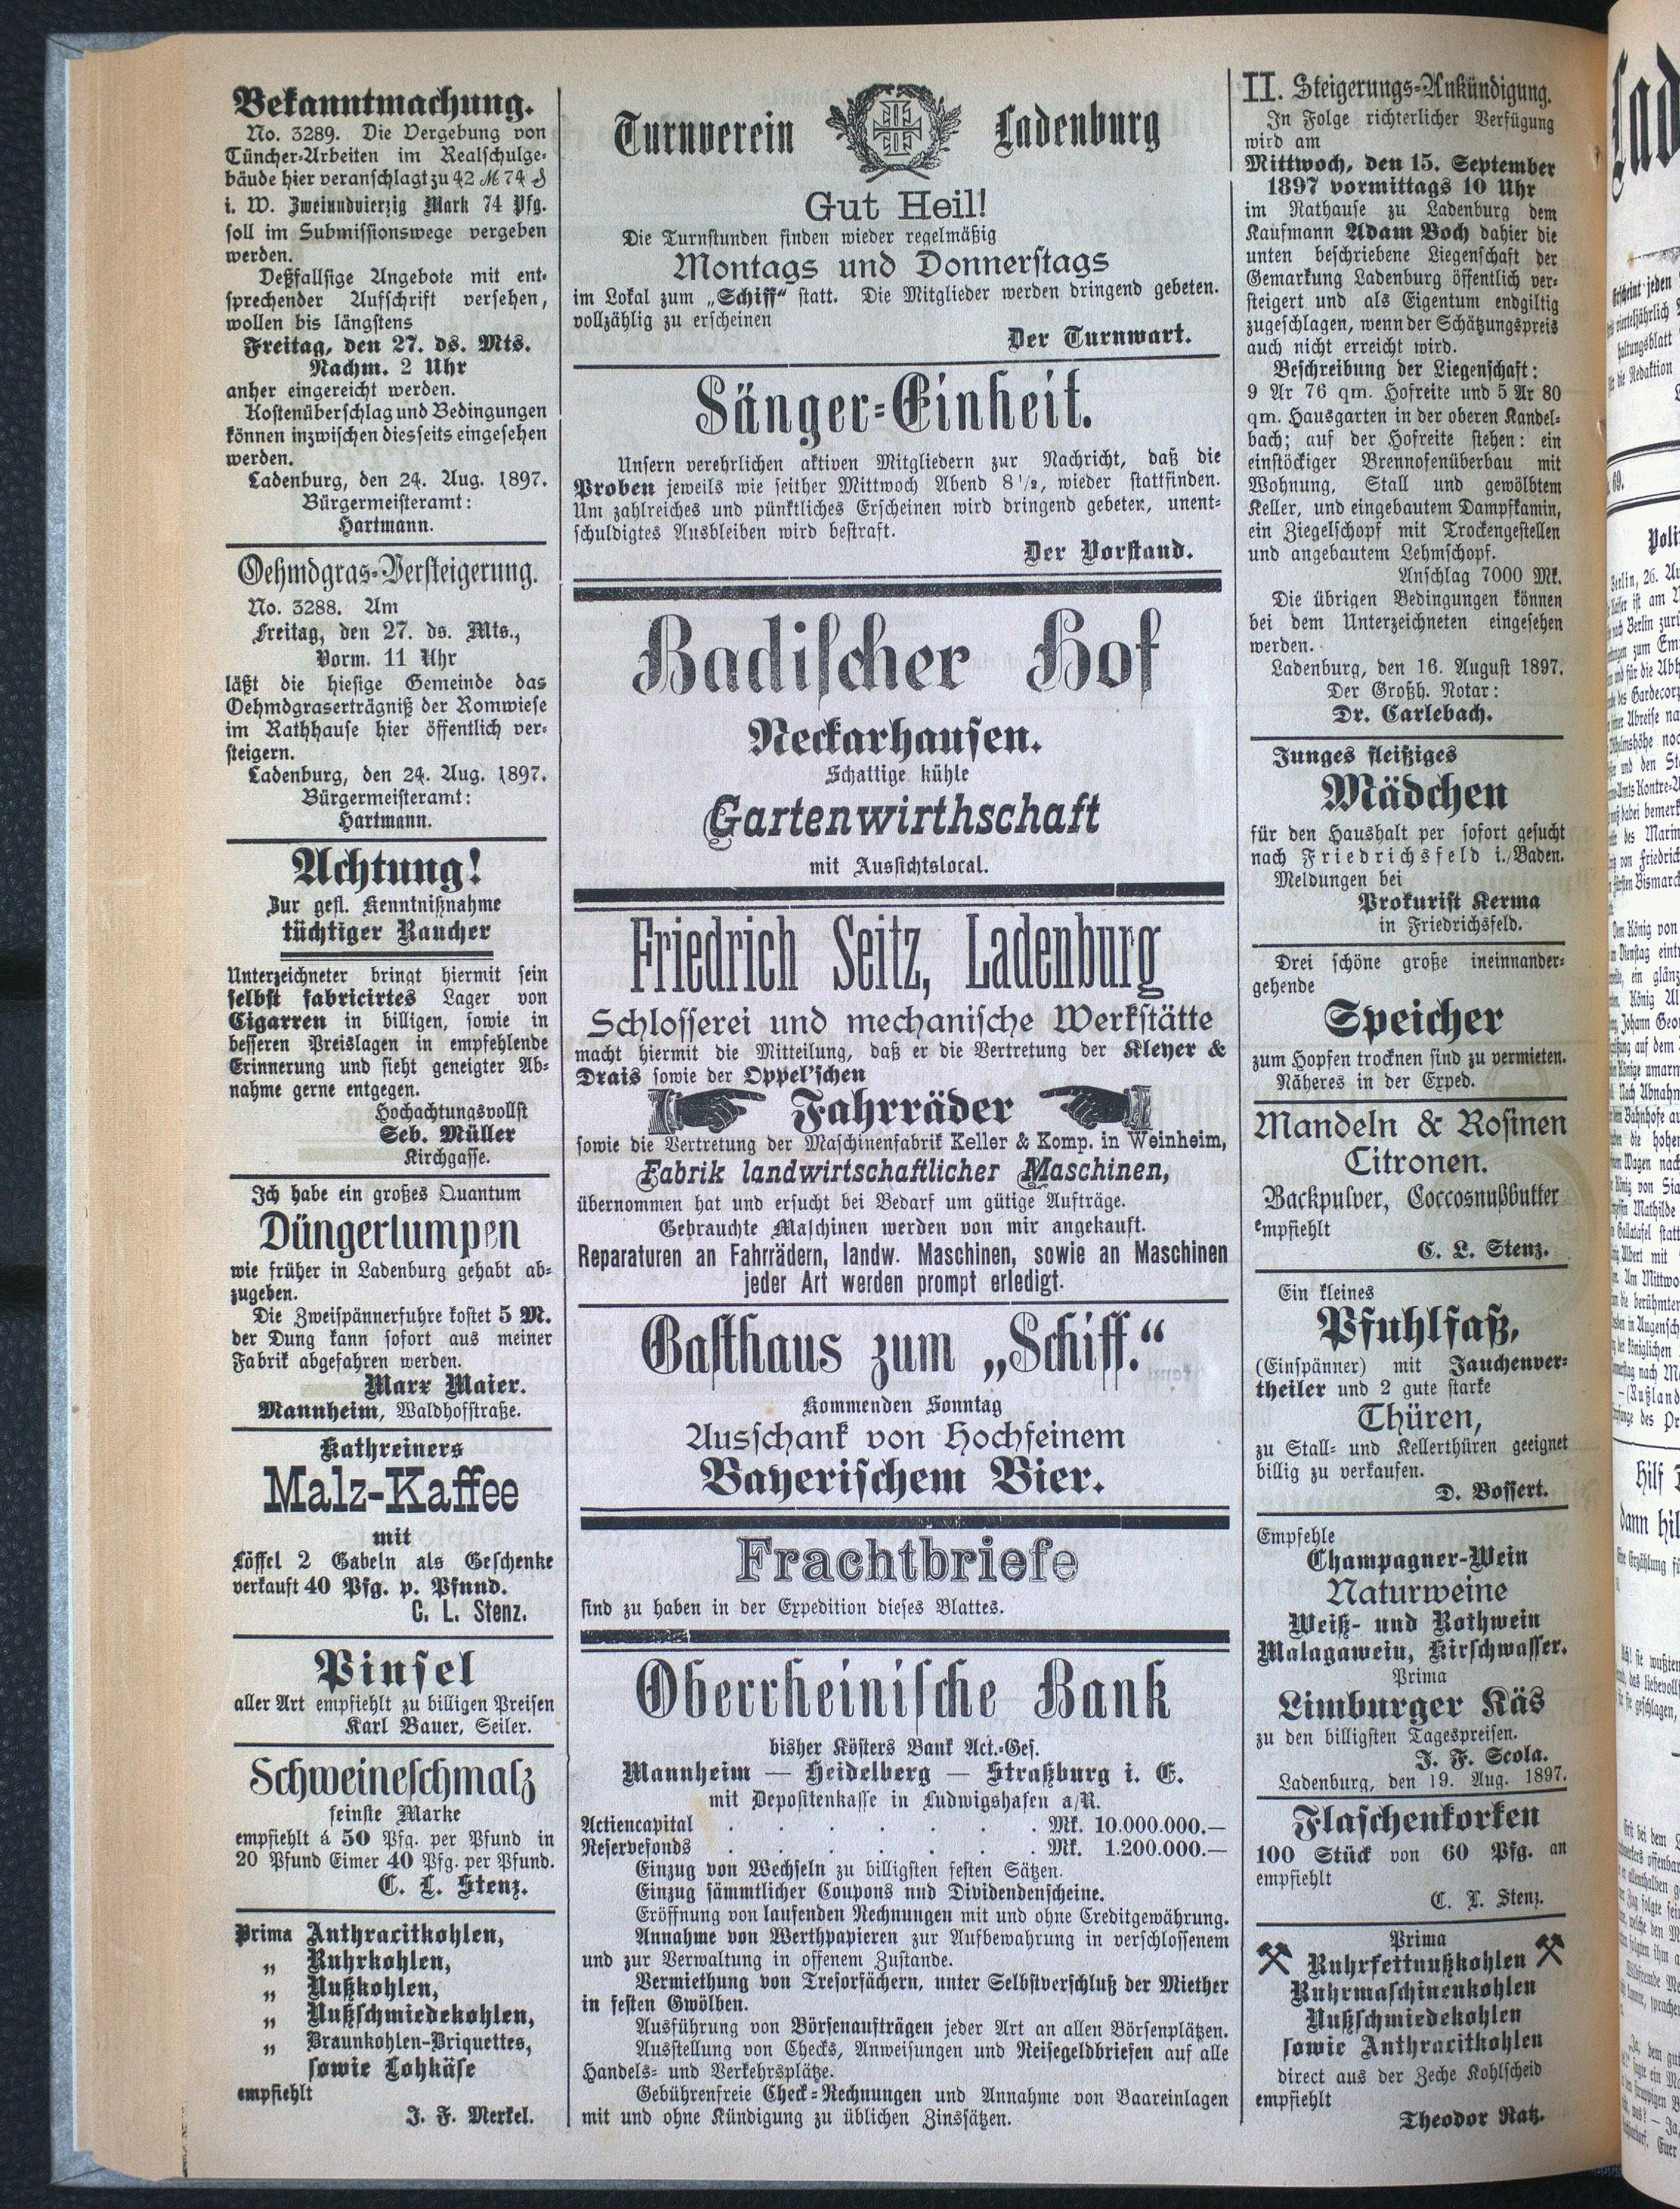 Bekanntmachung.
No. 3289. Die Vergebung von
Tüncher-Arbeiten im Realschulge-
bäude hier veranschlagt zu 42 M 74 ₰
i. W. Zweiundvierzig Mark 74 Pfg.
soll im Submissionswege vergeben
werden.
Deßfallsige Angebote mit ent-
sprechender Aufschrift versehen,
wollen bis längstens
Freitag, den 27. ds. Mts.
Nachm. 2 Uhr
anher eingereicht werden.
Kostenüberschlag und Bedingungen
können inzwischen diesseits eingesehen
werden.
Ladenburg, den 24. Aug. 1897.
Bürgermeisteramt:
Hartmann.
Oehmdgras-Versteigerung.
No. 3288. Am
Freitag, den 27. ds. Mts.,
Vorm. 11 Uhr
läßt die hiesige Gemeinde das
Oehmdgraserträgniß der Romwiese
im Rathhause hier öffentlich ver-
steigern.
Ladenburg, den 24. Aug. 1897.
Bürgermeisteramt:
Hartmann.
Achtung!
Zur gefl. Kenntnißnahme
tüchtiger Raucher
Unterzeichneter bringt hiermit sein
selbst fabricirtes Lager von
Cigarren in billigen, sowie in
besseren Preislagen in empfehlende
Erinnerung und sieht geneigter Ab-
nahme gerne entgegen.
Hochachtungsvollst
Seb. Müller
Kirchgasse.
Ich habe ein großes Quantum
Düngerlumpen
wie früher in Ladenburg gehabt ab-
zugeben.
Die Zweispännerfuhre kostet 5 M.
der Dung kann sofort aus meiner
Fabrik abgefahren werden.
Marx Maier.
Mannheim, Waldhofstraße.
Kathreiners
Malz-Kaffee
mit
Löffel 2 Gabeln als Geschenke
verkauft 40 Pfg. p. Pfund.
C. L. Stenz.
Pinsel
aller Art empfiehlt zu billigen Preisen
Karl Bauer, Seiler.
Schweineschmalz
feinste Marke
empfiehlt á 50 Pfg. per Pfund in
20 Pfund Eimer 40 Pfg. per Pfund.
C. L. Stenz.
Prima Anthracitkohlen,
„ Ruhrkohlen,
„ Nußkohlen,
„ Nußschmiedekohlen,
„ Braunkohlen-Briquettes,
sowie Lohkäse
empfiehlt
J. F. Merkel.
Turnverein Ladenburg
Gut Heil!
Die Turnstunden finden wieder regelmäßig
Montags und Donnerstags
im Lokal zum „Schiff“ statt. Die Mitglieder werden dringend gebeten.
vollzählig zu erscheinen
Der Turnwart.
Sänger-Einheit.
Unsern verehrlichen aktiven Mitgliedern zur Nachricht, daß die
Proben jeweils wie seither Mittwoch Abend 8 1/2, wieder stattfinden.
Um zahlreiches und pünktliches Erscheinen wird dringend gebeten, unent-
schuldigtes Ausbleiben wird bestraft.
Der Vorstand.
Badischer Hof
Neckarhausen.
Schattige kühle
Gartenwirthschaft
mit Aussichtslocal.
Friedrich Seitz, Ladenburg
Schlosserei und mechanische Werkstätte
macht hiermit die Mitteilung, daß er die Vertretung der Kleyer &
Drais sowie der Oppel'schen
Fahrräder
sowie die Vertretung der Maschinenfabrik Keller & Komp. in Weinheim,
Fabrik landwirtschaftlicher Maschinen,
übernommen hat und ersucht bei Bedarf um gütige Aufträge.
Gebrauchte Maschinen werden von mir angekauft.
Reparaturen an Fahrrädern, landw. Maschinen, sowie an Maschinen
jeder Art werden prompt erledigt.
Gasthaus zum „Schiff.“
Kommenden Sonntag
Ausschank von Hochfeinem
Bayerischem Bier.
Frachtbriefe
sind zu haben in der Expedition dieses Blattes.
Oberrheinische Bank
bisher Kösters Bank Act.-Ges.
Mannheim — Heidelberg — Straßburg i. E.
mit Depositenkasse in Ludwigshafen a/R.
Actiencapital . . . . . . . Mk. 10.000.000.—
Reservefonds . . . . . . . Mk. 1.200.000.—
Einzug von Wechseln zu billigsten festen Sätzen.
Einzug sämmtlicher Coupons und Dividendenscheine.
Eröffnung von laufenden Rechnungen mit und ohne Creditgewährung.
Annahme von Werthpapieren zur Aufbewahrung in verschlossenem
und zur Verwaltung in offenem Zustande.
Vermiethung von Tresorfächern, unter Selbstverschluß der Miether
in festen Gwölben.
Ausführung von Börsenaufträgen jeder Art an allen Börsenplätzen.
Ausstellung von Checks, Anweisungen und Reisegeldbriefen auf alle
Handels- und Verkehrsplätze.
Gebührenfreie Check-Rechnungen und Annahme von Baareinlagen
mit und ohne Kündigung zu üblichen Zinssätzen.
II. Steigerungs-Ankündigung.
In Folge richterlicher Verfügung
wird am
Mittwoch, den 15. September
1897 vormittags 10 Uhr
im Rathause zu Ladenburg dem
Kaufmann Adam Boch dahier die
unten beschriebene Liegenschaft der
Gemarkung Ladenburg öffentlich ver-
steigert und als Eigentum endgiltig
zugeschlagen, wenn der Schätzungspreis
auch nicht erreicht wird.
Beschreibung der Liegenschaft:
9 Ar 76 qm. Hofreite und 5 Ar 80
qm. Hausgarten in der oberen Kandel-
bach; auf der Hofreite stehen: ein
einstöckiger Brennofenüberbau mit
Wohnung, Stall und gewölbtem
Keller, und eingebautem Dampfkamin,
ein Ziegelschopf mit Trockengestellen
und angebautem Lehmschopf.
Anschlag 7000 Mk.
Die übrigen Bedingungen können
bei dem Unterzeichneten eingesehen
werden.
Ladenburg, den 16. August 1897.
Der Großh. Notar:
Dr. Carlebach.
Junges fleißiges
Mädchen
für den Haushalt per sofort gesucht
nach Friedrichsfeld i./Baden.
Meldungen bei
Prokurist Kerma
in Friedrichsfeld.
Drei schöne große ineinnander-
gehende
Speicher
zum Hopfen trocknen sind zu vermieten.
Näheres in der Exped.
Mandeln & Rosinen
Citronen.
Backpulver, Coccosnußbutter
empfiehlt
C. L. Stenz.
Ein kleines
Pfuhlfaß,
(Einspänner) mit Jauchenver-
theiler und 2 gute starke
Thüren,
zu Stall- und Kellerthüren geeignet
billig zu verkaufen.
D. Bossert.
Empfehle
Champagner-Wein
Naturweine
Weiß- und Rothwein
Malagawein, Kirschwasser.
Prima
Limburger Käs
zu den billigsten Tagespreisen.
J. F. Scola.
Ladenburg, den 19. Aug. 1897.
Flaschenkorken
100 Stück von 60 Pfg. an
empfiehlt
C. L. Stenz.
Prima
Ruhrfettnußkohlen
Ruhrmaschinenkohlen
Nußschmiedekohlen
sowie Anthracitkohlen
direct aus der Zeche Kohlscheid
empfiehlt
Theodor Ratz.